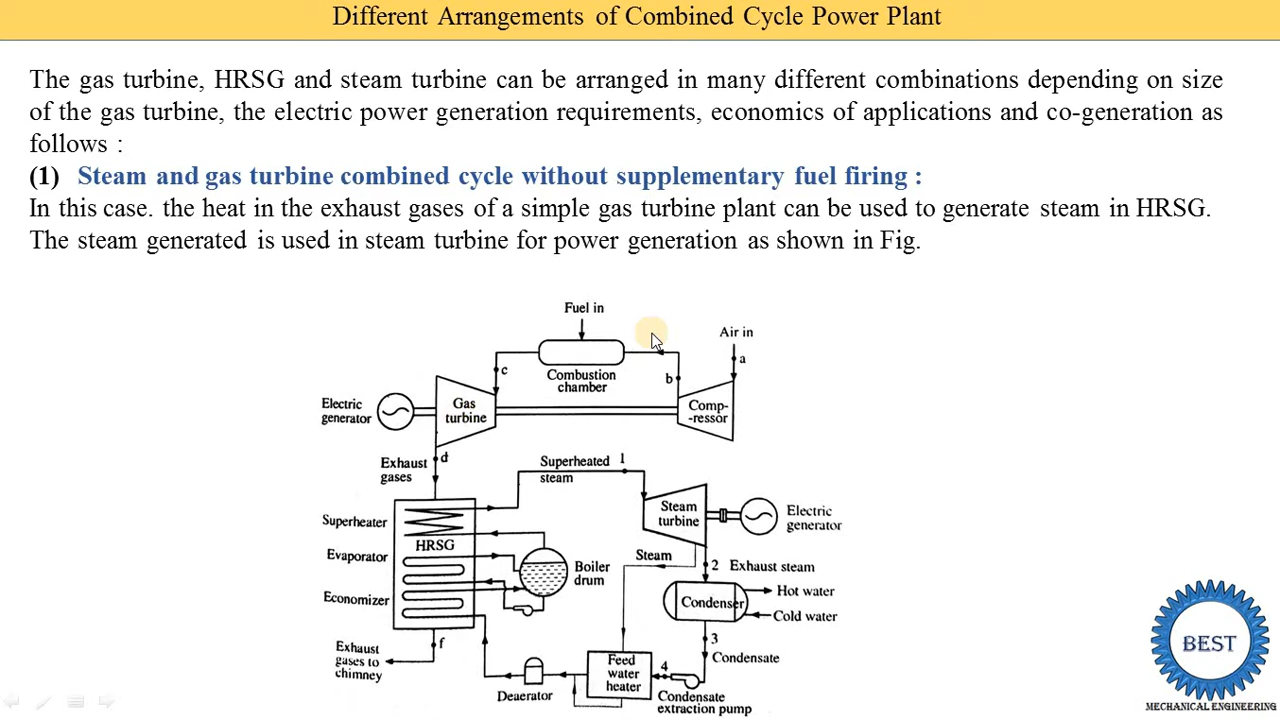 Different Arrangements of Combined Cycle Power Plant
The gas turbine, HRSG and steam turbine can be arranged in many different combinations depending on size
of the gas turbine, the electric power generation requirements, economics of applications and co-generation as
follows :
(1) Steam and gas turbine combined cycle without supplementary fuel firing :
In this case. the heat in the exhaust gases of a simple gas turbine plant can be used to generate steam in HRSG.
The steam generated is used in steam turbine for power generation as shown in Fig.
Fuel in
Air in
a
c
Combustion
chamber
b
Electric
generator
Gas
turbine
Comp-
-ressor
Exhaust
gases
d
Superheated
steam
1
Superheater
HRSG
Steam
turbine
Electric
generator
Evaporator
Boiler
drum
Steam
2 Exhaust steam
Economizer
Condenser
Hot water
Cold water
f
Exhaust
gases to
chimney
3
Condensate
Feed
water
heater
4
Deaerator
Condensate
extraction pump
BEST
MECHANICAL ENGINEERING